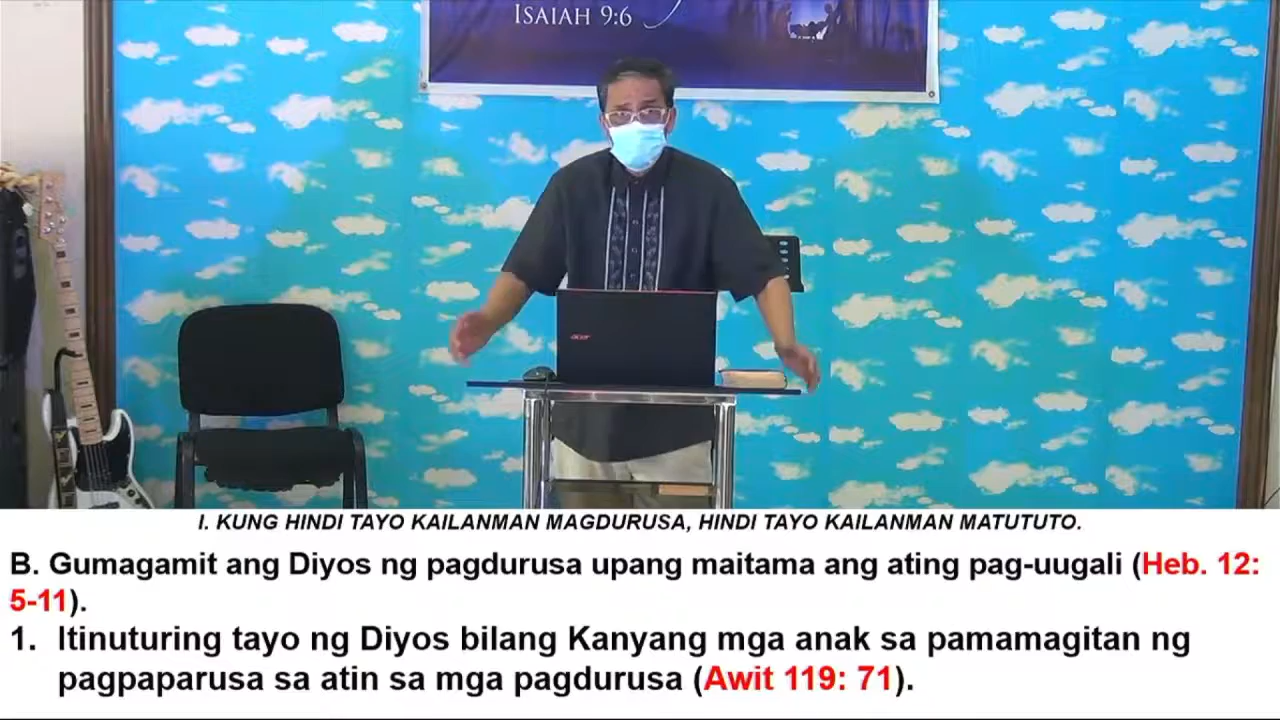 ISAIAH 9:6
acer
I. KUNG HINDI TAYO KAILANMAN MAGDURUSA, HINDI TAYO KAILANMAN MATUTUTO.
B. Gumagamit ang Diyos ng pagdurusa upang maitama ang ating pag-uugali (Heb. 12:
5-11).
1. Itinuturing tayo ng Diyos bilang Kanyang mga anak sa pamamagitan ng
pagpaparusa sa atin sa mga pagdurusa (Awit 119: 71).